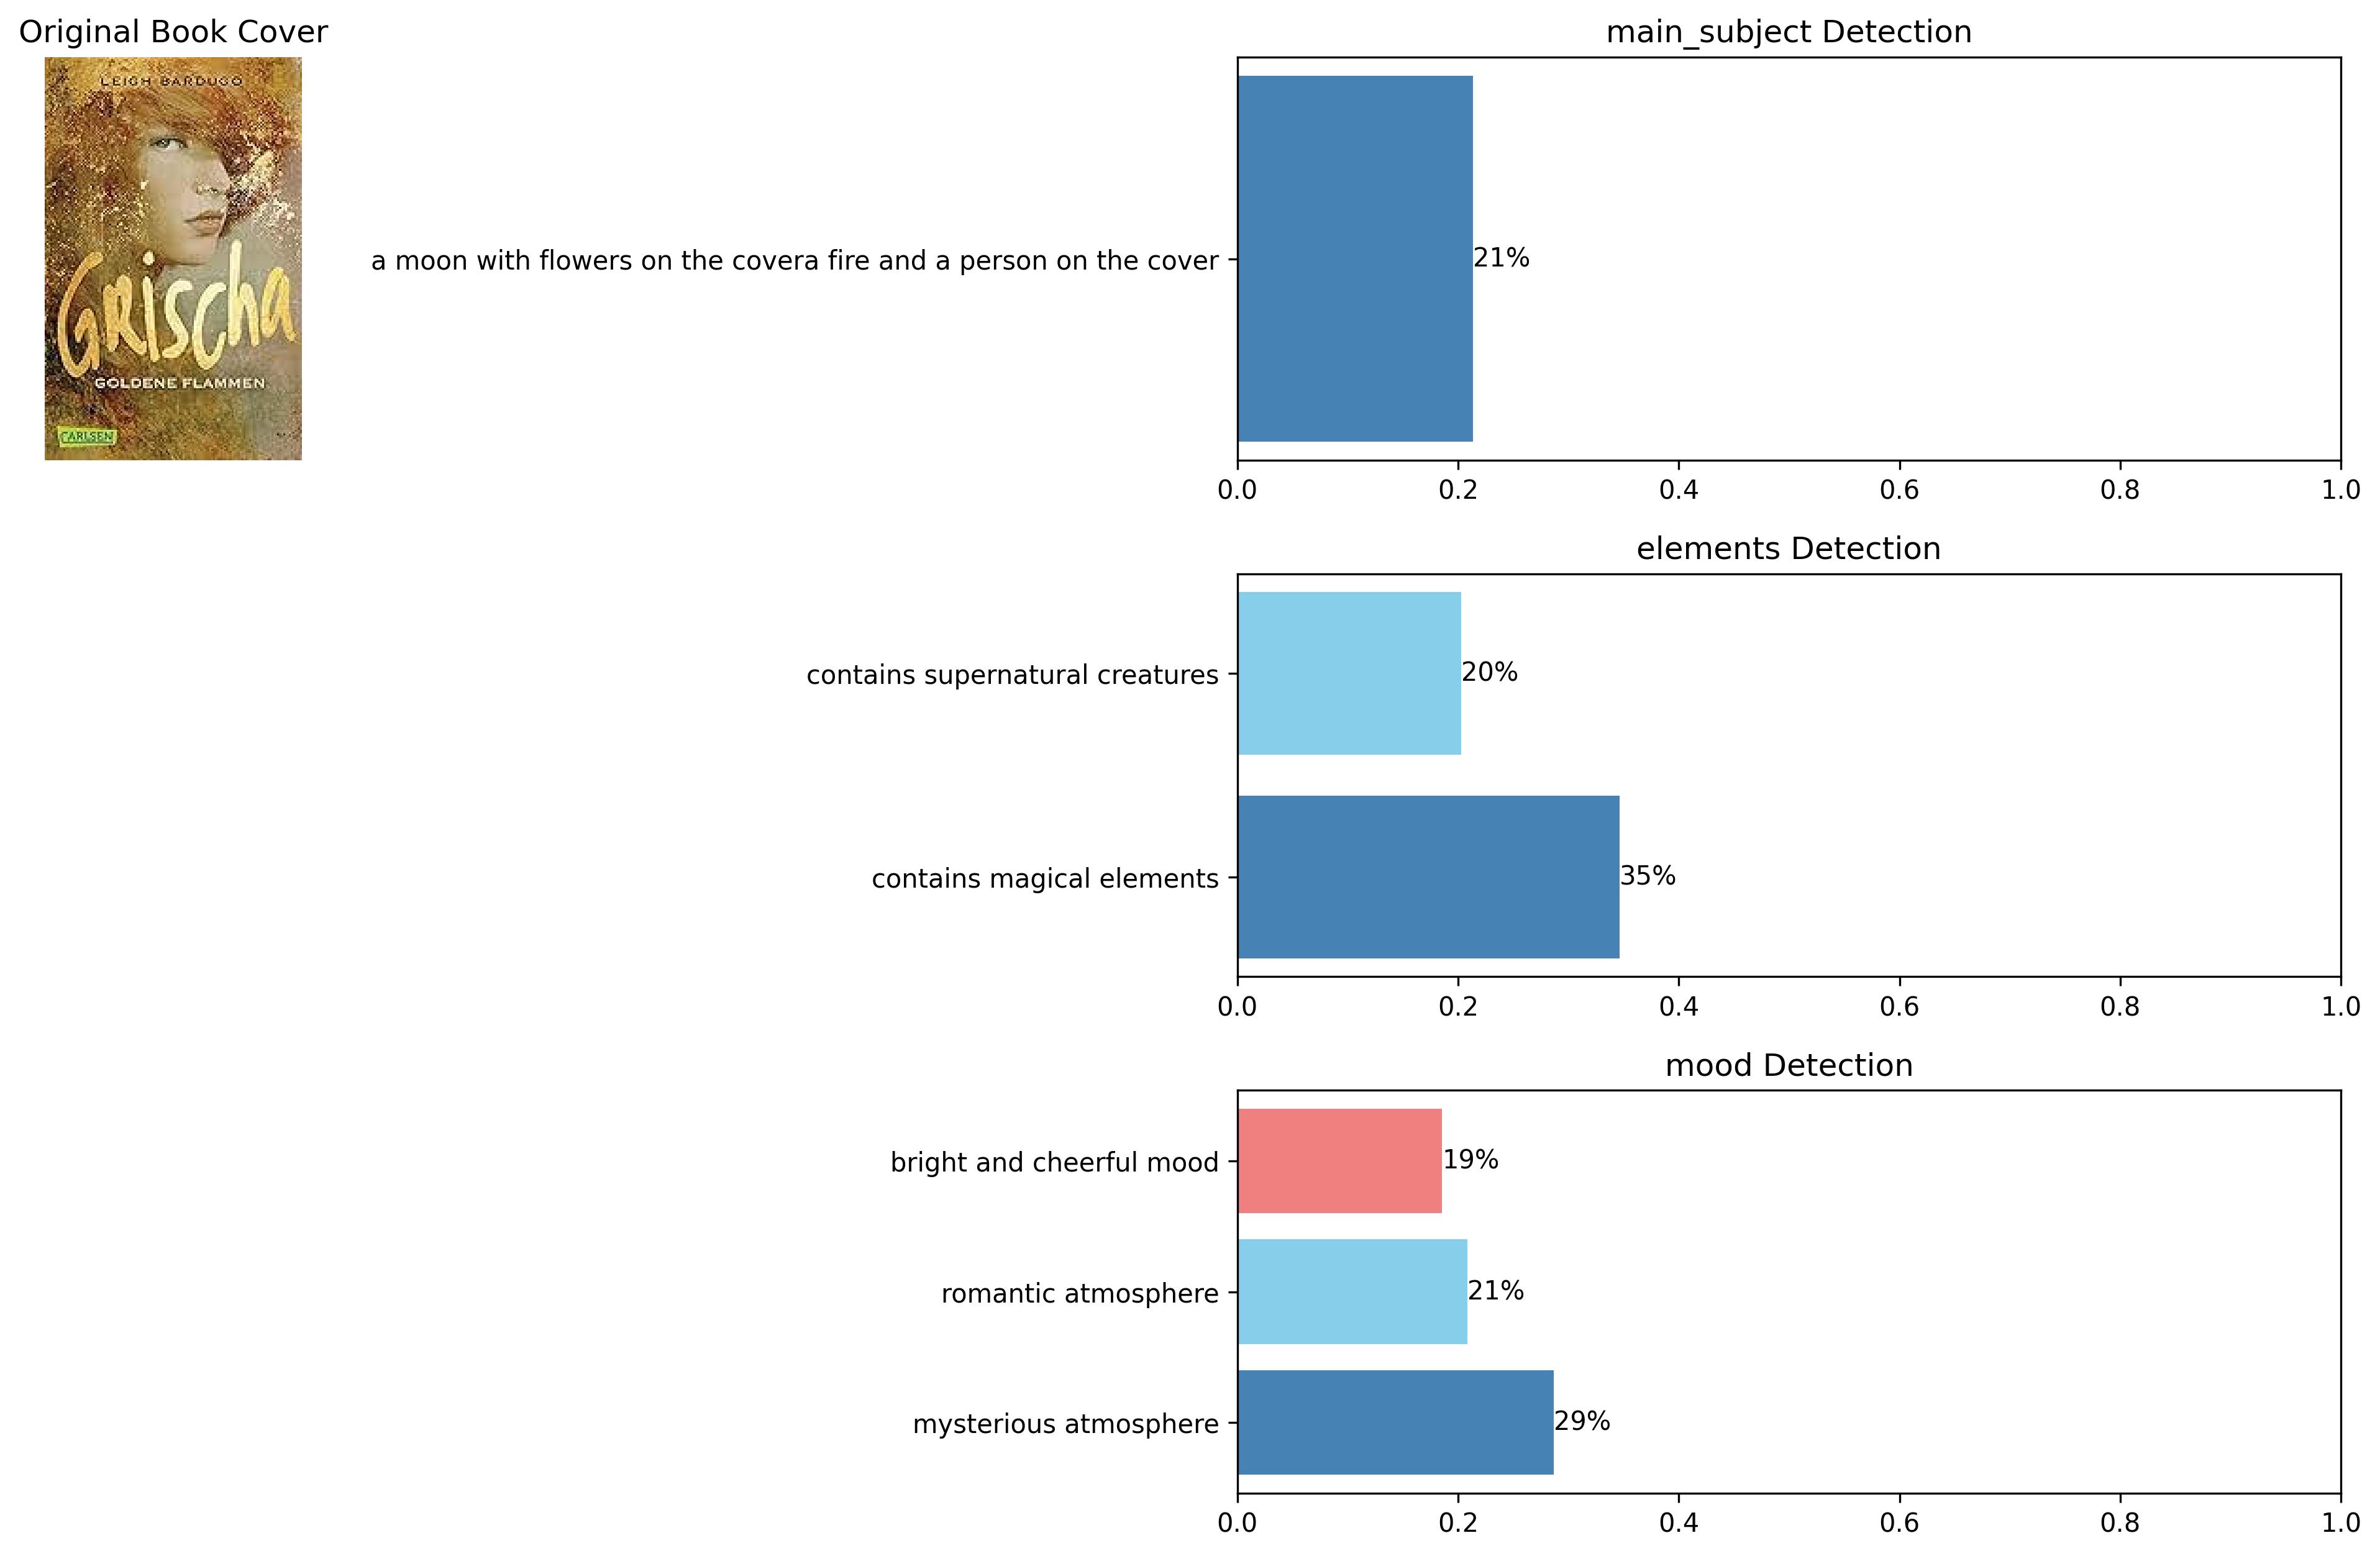 Original Book Cover
LEIGH BARDUGO
GRischa
GOLDENE FLAMMEN
CARLSEN
main_subject Detection
a moon with flowers on the covera fire and a person on the cover
21%
0.0 0.2 0.4 0.6 0.8 1.0
elements Detection
contains supernatural creatures
20%
contains magical elements
35%
0.0 0.2 0.4 0.6 0.8 1.0
mood Detection
bright and cheerful mood
19%
romantic atmosphere
21%
mysterious atmosphere
29%
0.0 0.2 0.4 0.6 0.8 1.0